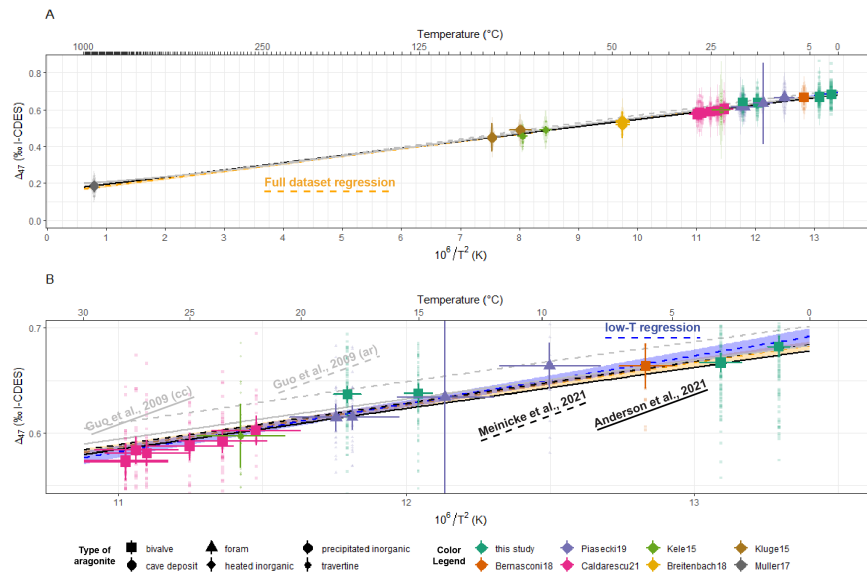 A
Temperature (°C)
1000 250 125 50 25 5 0
0.8
0.6
0.4
0.2
0.0
Δ47 (‰ I-CDES)
Full dataset regression
0 1 2 3 4 5 6 7 8 9 10 11 12 13
10^6/T^2 (K)
B
Temperature (°C)
30 25 20 15 10 5 0
0.7
0.6
Δ47 (‰ I-CDES)
low-T regression
Guo et al., 2009 (ar)
Guo et al., 2009 (cc)
Meinicke et al., 2021
Anderson et al., 2021
11 12 13
10^6/T^2 (K)
Type of aragonite
bivalve foram precipitated inorganic
cave deposit heated inorganic travertine
Color Legend
this study Piasecki19 Kele15 Kluge15
Bernasconi18 Caldarescu21 Breitenbach18 Muller17